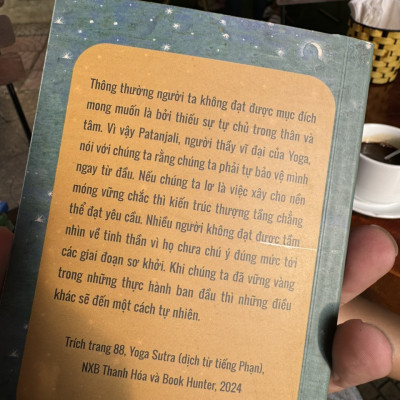 Thông thường người ta không đạt được mục đích
mong muốn là bởi thiếu sự tự chủ trong thân và
tâm. Vì vậy Patanjali, người thầy vĩ đại của Yoga,
nói với chúng ta rằng chúng ta phải tự bảo vệ mình
ngay từ đầu. Nếu chúng ta lơ là việc xây cho nền
móng vững chắc thì kiến trúc thượng tầng chẳng
thể đạt yêu cầu. Nhiều người không đạt được tầm
nhìn về tinh thần vì họ chưa chú ý đúng mức tới
các giai đoạn sơ khởi. Khi chúng ta đã vững vàng
trong những thực hành ban đầu thì những điều
khác sẽ đến một cách tự nhiên.
Trích trang 88, Yoga Sutra (dịch từ tiếng Phạn),
NXB Thanh Hóa và Book Hunter, 2024